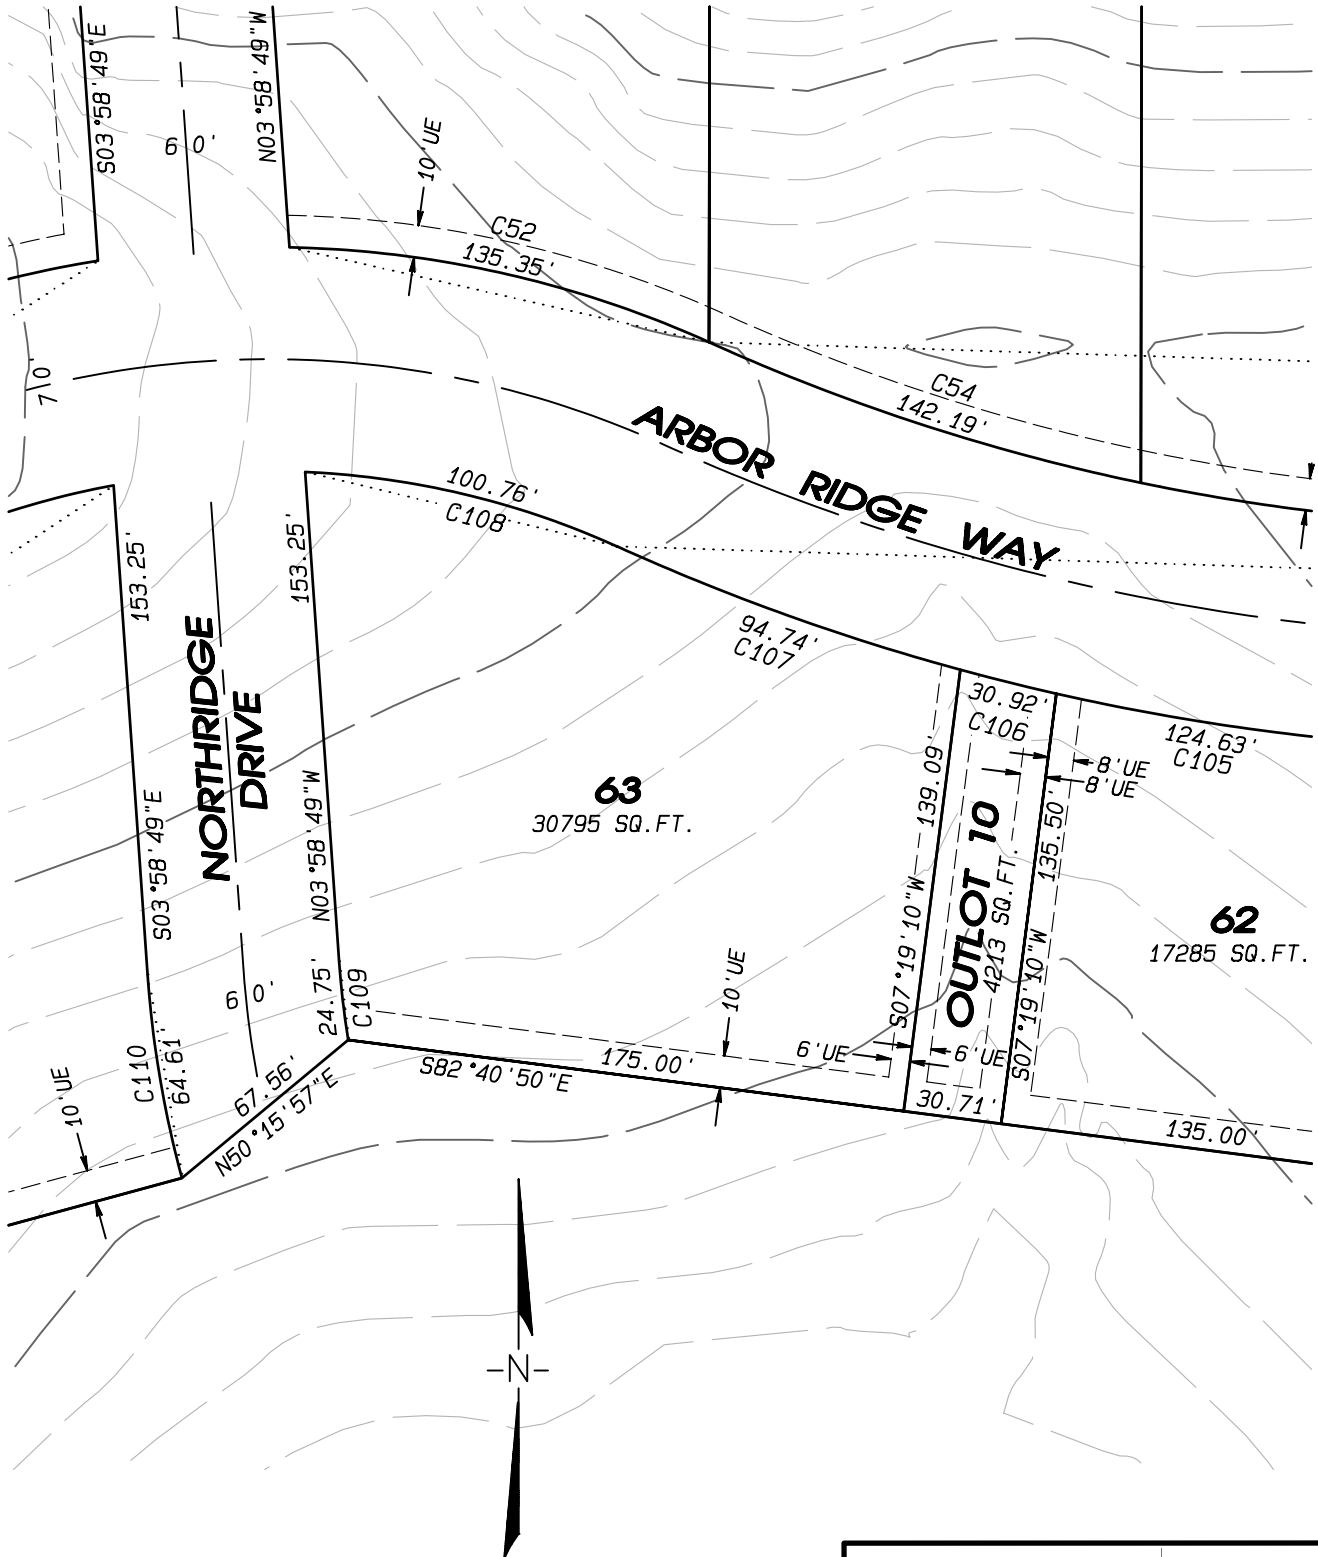 S03°58'49"E
N03°58'49"W
60'
10'UE
C52
135.35'
70'
C54
142.19'
ARBOR RIDGE WAY
100.76'
C108
153.25'
153.25'
NORTHRIDGE
DRIVE
94.74'
C107
30.92'
C106
124.63'
C105
8'UE
8'UE
63
30795 SQ.FT.
139.09'
S07°19'10"W
OUTLOT 10
4213 SQ.FT.
135.50'
S07°19'10"W
62
17285 SQ.FT.
S03°58'49"E
N03°58'49"W
60'
24.75'
C109
10'UE
6'UE
6'UE
C110
64.61'
67.56'
N50°15'57"E
S82°40'50"E
175.00'
30.71'
135.00'
10'UE
-N-